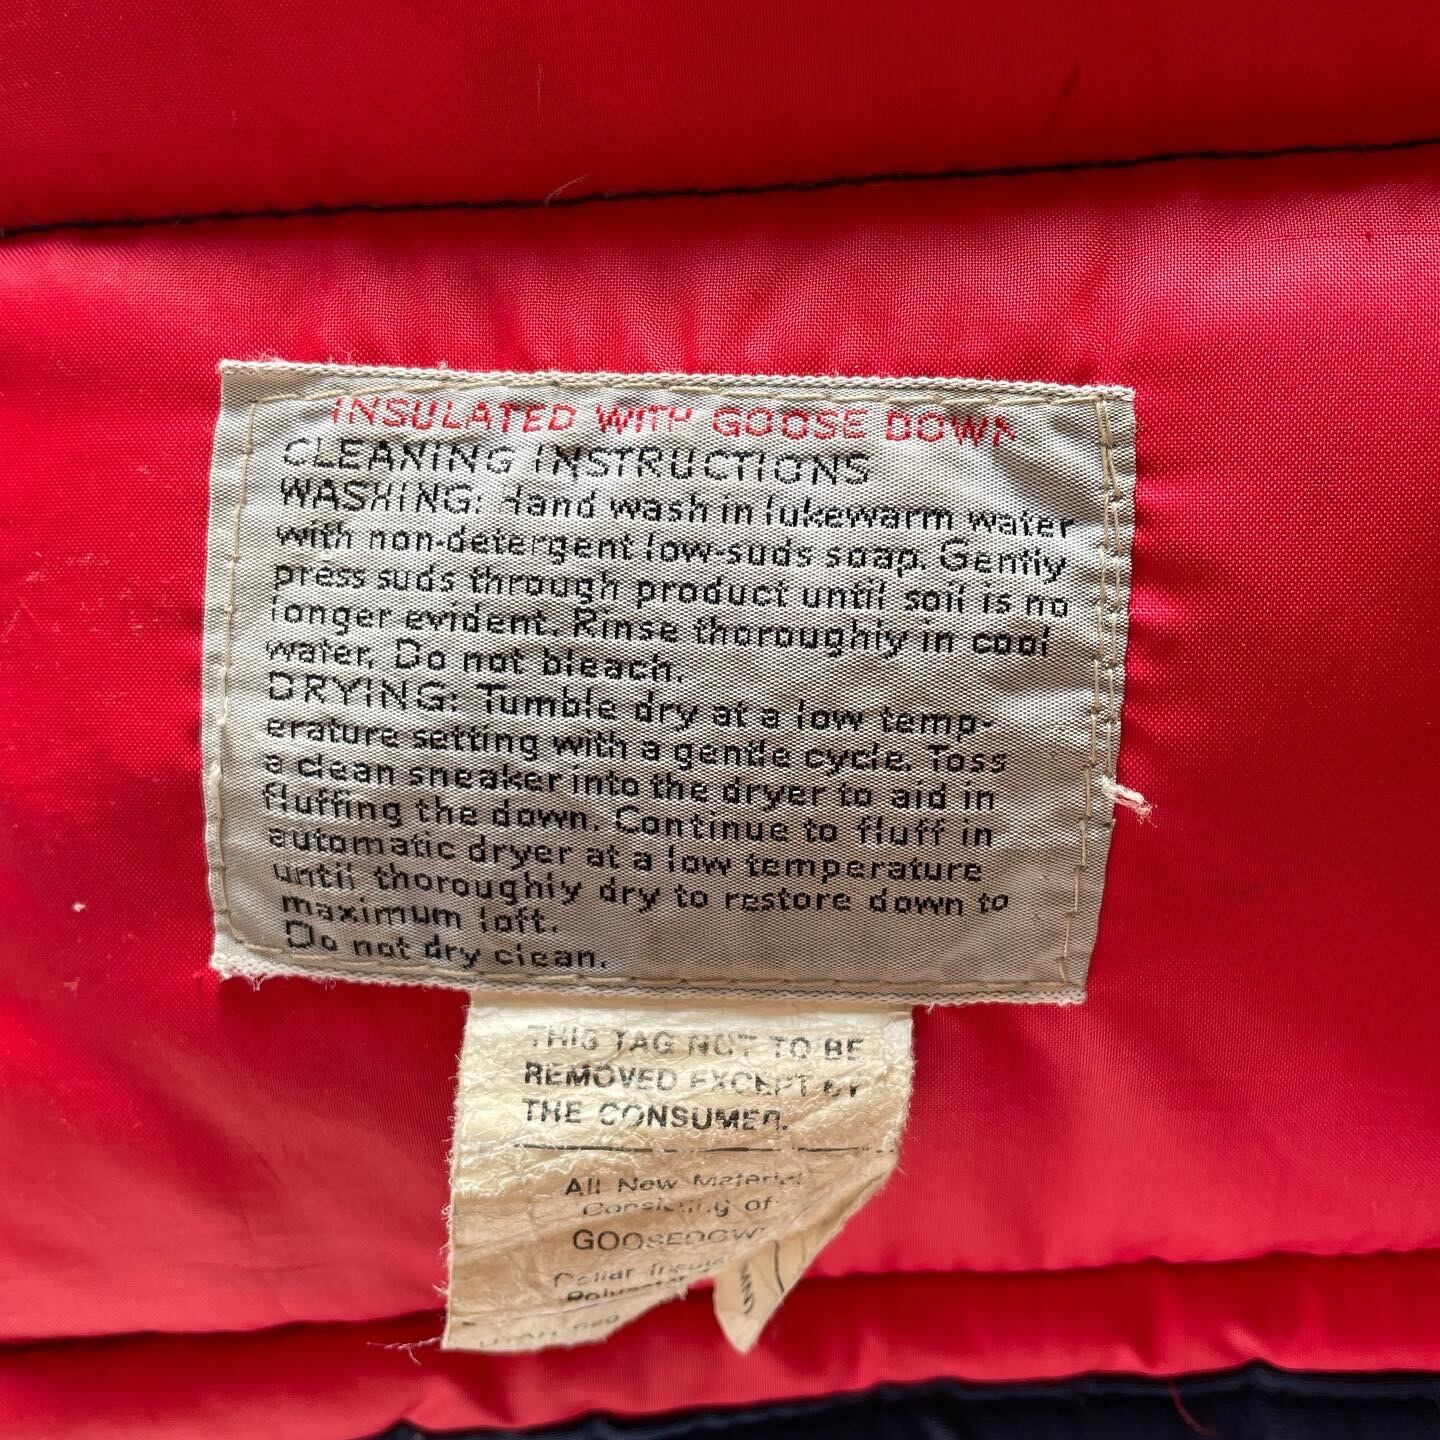 INSULATED WITH GOOSE DOWN
CLEANING INSTRUCTIONS
WASHING: Hand wash in lukewarm water
with non-detergent low-suds soap. Gently
press suds through product until soil is no
longer evident. Rinse thoroughly in cool
water. Do not bleach.
DRYING: Tumble dry at a low temp-
erature setting with a gentle cycle. Toss
a clean sneaker into the dryer to aid in
fluffing the down. Continue to fluff in
automatic dryer at a low temperature
until thoroughly dry to restore down to
maximum loft.
Do not dry clean.
THIS TAG NOT TO BE
REMOVED EXCEPT BY
THE CONSUMER.
All New Material
Consisting of
GOOSEDOWN
Collar